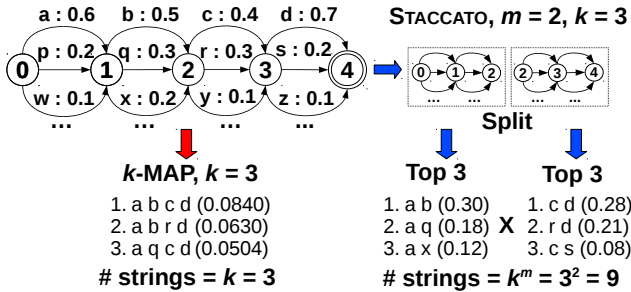 a : 0.6 b : 0.5 c : 0.4 d : 0.7
p : 0.2 q : 0.3 r : 0.3 s : 0.2
0 1 2 3 4
w : 0.1 x : 0.2 y : 0.1 z : 0.1
... ... ... ...
k-MAP, k = 3
1. a b c d (0.0840)
2. a b r d (0.0630)
3. a q c d (0.0504)
# strings = k = 3
STACCATO, m = 2, k = 3
0 1 2 2 3 4
... ... ... ...
Split
Top 3 Top 3
1. a b (0.30) 1. c d (0.28)
2. a q (0.18) X 2. r d (0.21)
3. a x (0.12) 3. c s (0.08)
# strings = kᵐ = 3² = 9